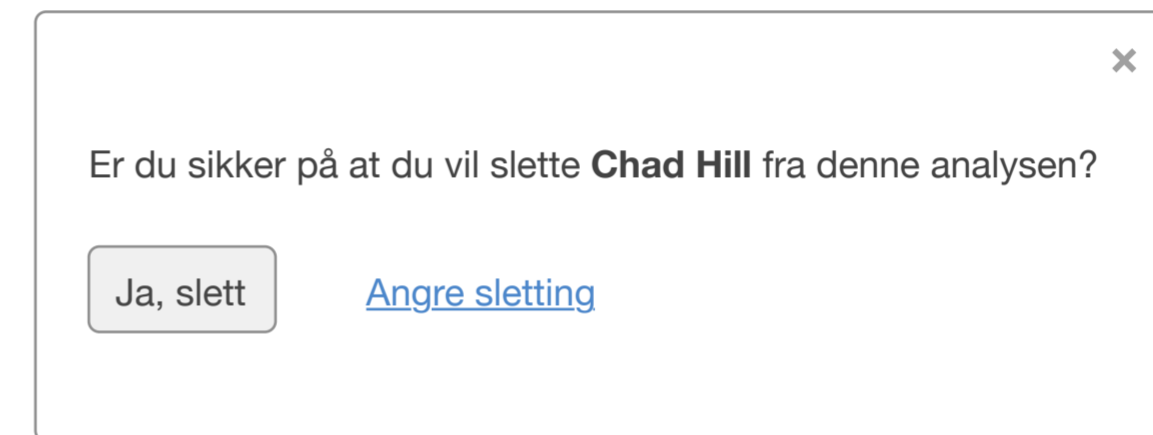 Er du sikker på at du vil slette Chad Hill fra denne analysen?
Ja, slett
Angre sletting